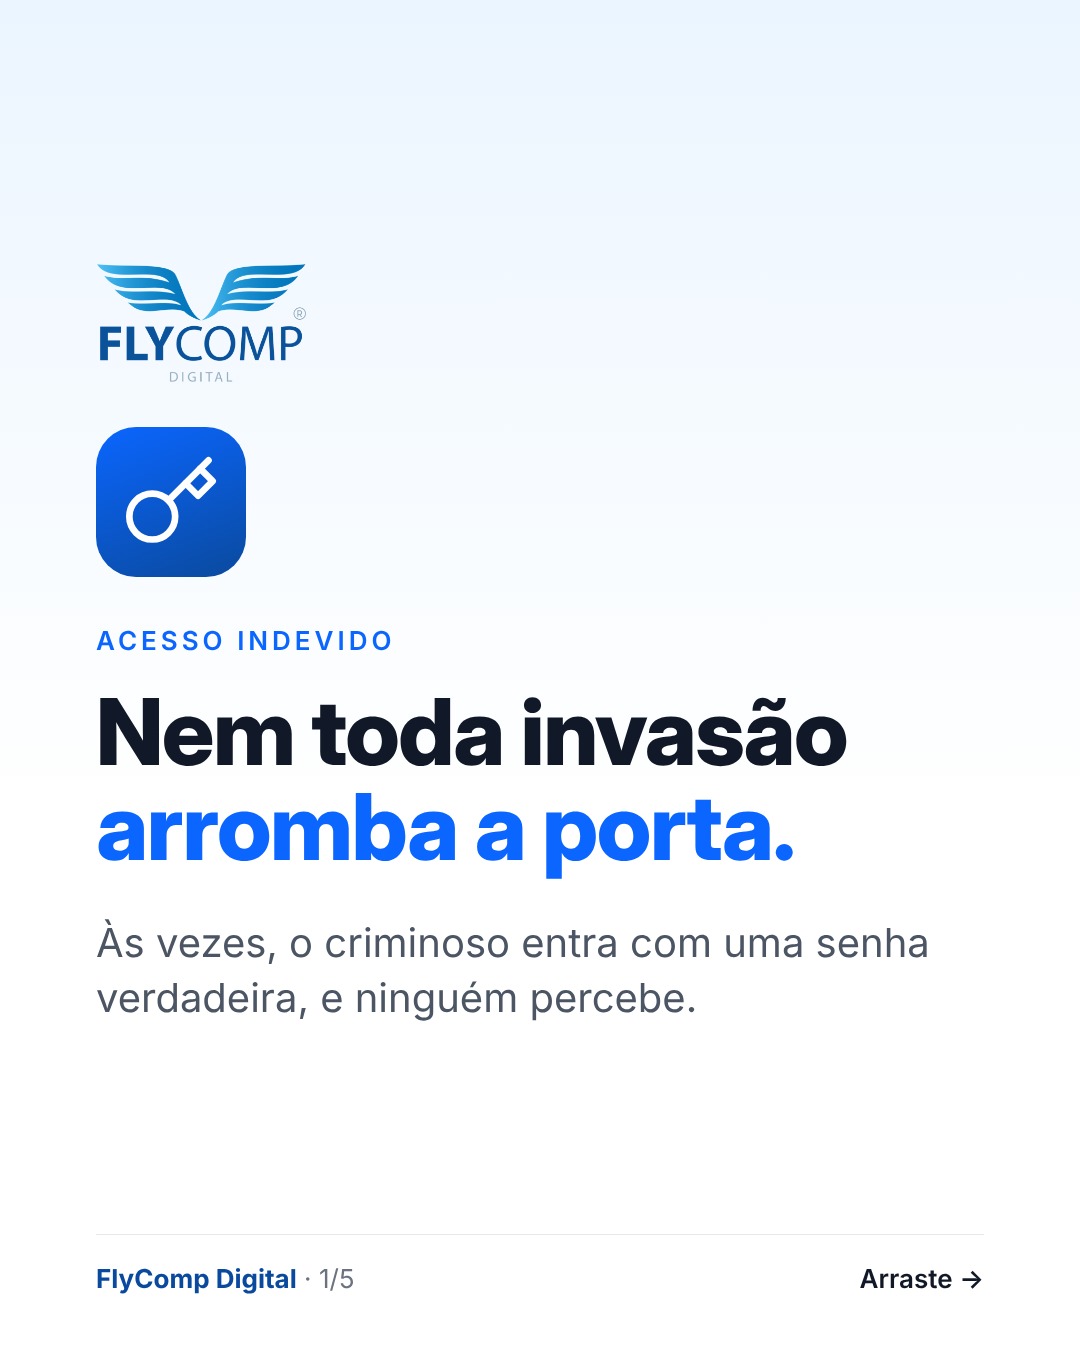 FLYCOMP®
DIGITAL
ACESSO INDEVIDO
Nem toda invasão
arromba a porta.
Às vezes, o criminoso entra com uma senha
verdadeira, e ninguém percebe.
FlyComp Digital · 1/5
Arraste →